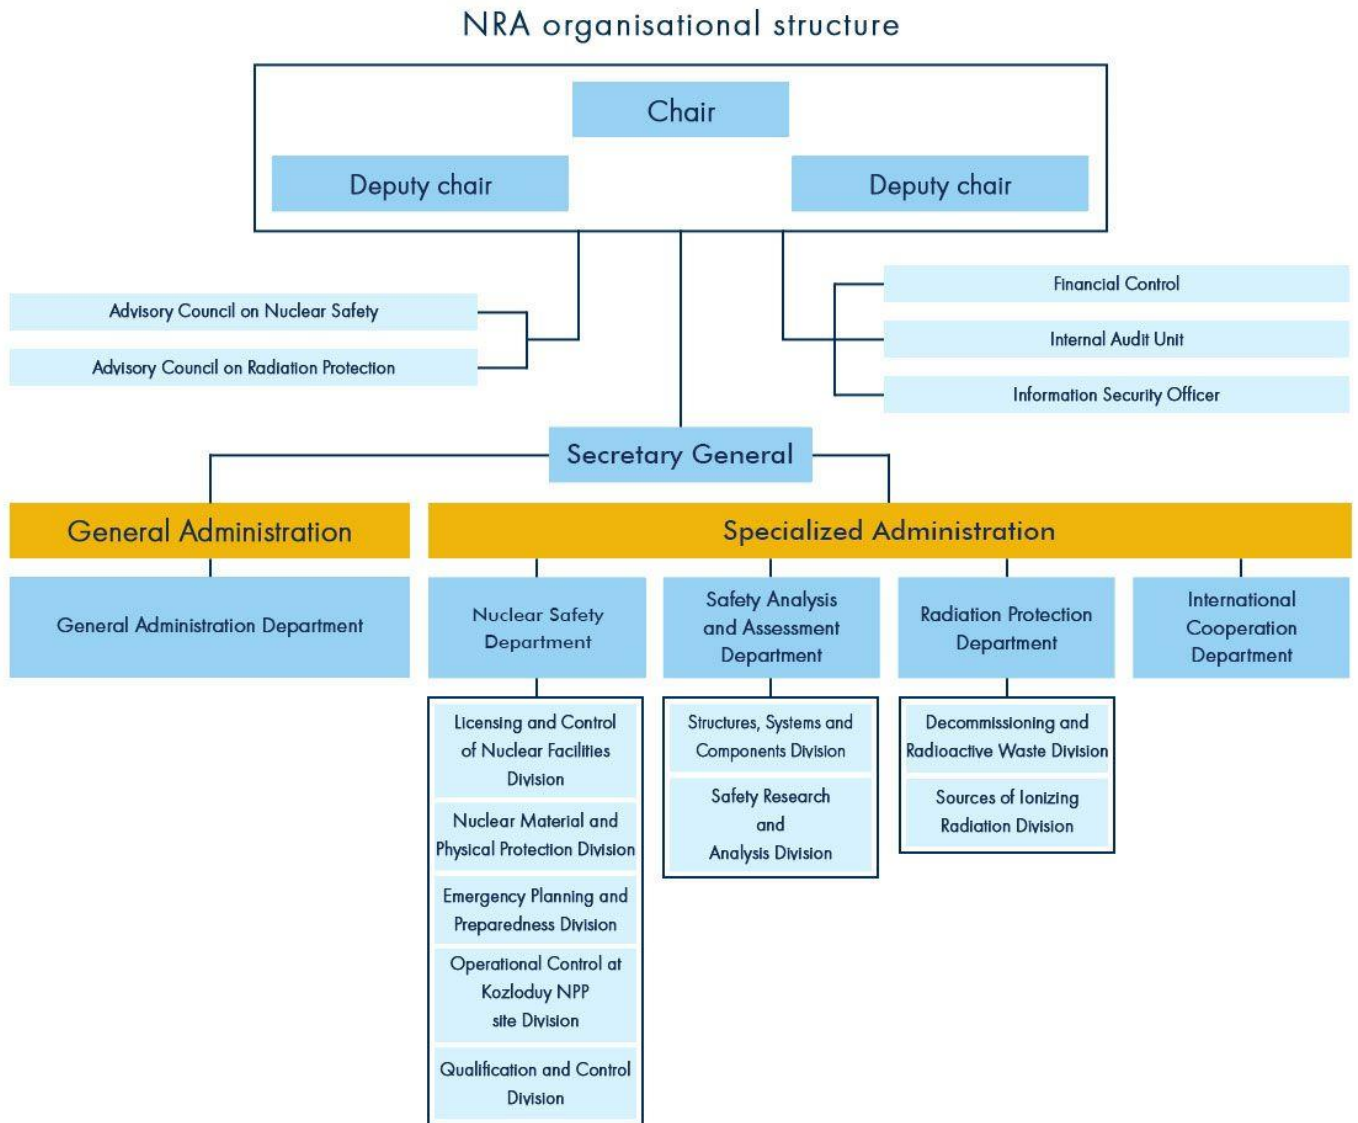 NRA organisational structure
Chair
Deputy chair
Deputy chair
Advisory Council on Nuclear Safety
Advisory Council on Radiation Protection
Financial Control
Internal Audit Unit
Information Security Officer
Secretary General
General Administration
Specialized Administration
General Administration Department
Nuclear Safety
Department
Safety Analysis
and Assessment
Department
Radiation Protection
Department
International
Cooperation
Department
Licensing and Control
of Nuclear Facilities
Division
Nuclear Material and
Physical Protection Division
Emergency Planning and
Preparedness Division
Operational Control at
Kozloduy NPP
site Division
Qualification and Control
Division
Structures, Systems and
Components Division
Safety Research
and
Analysis Division
Decommissioning and
Radioactive Waste Division
Sources of Ionizing
Radiation Division